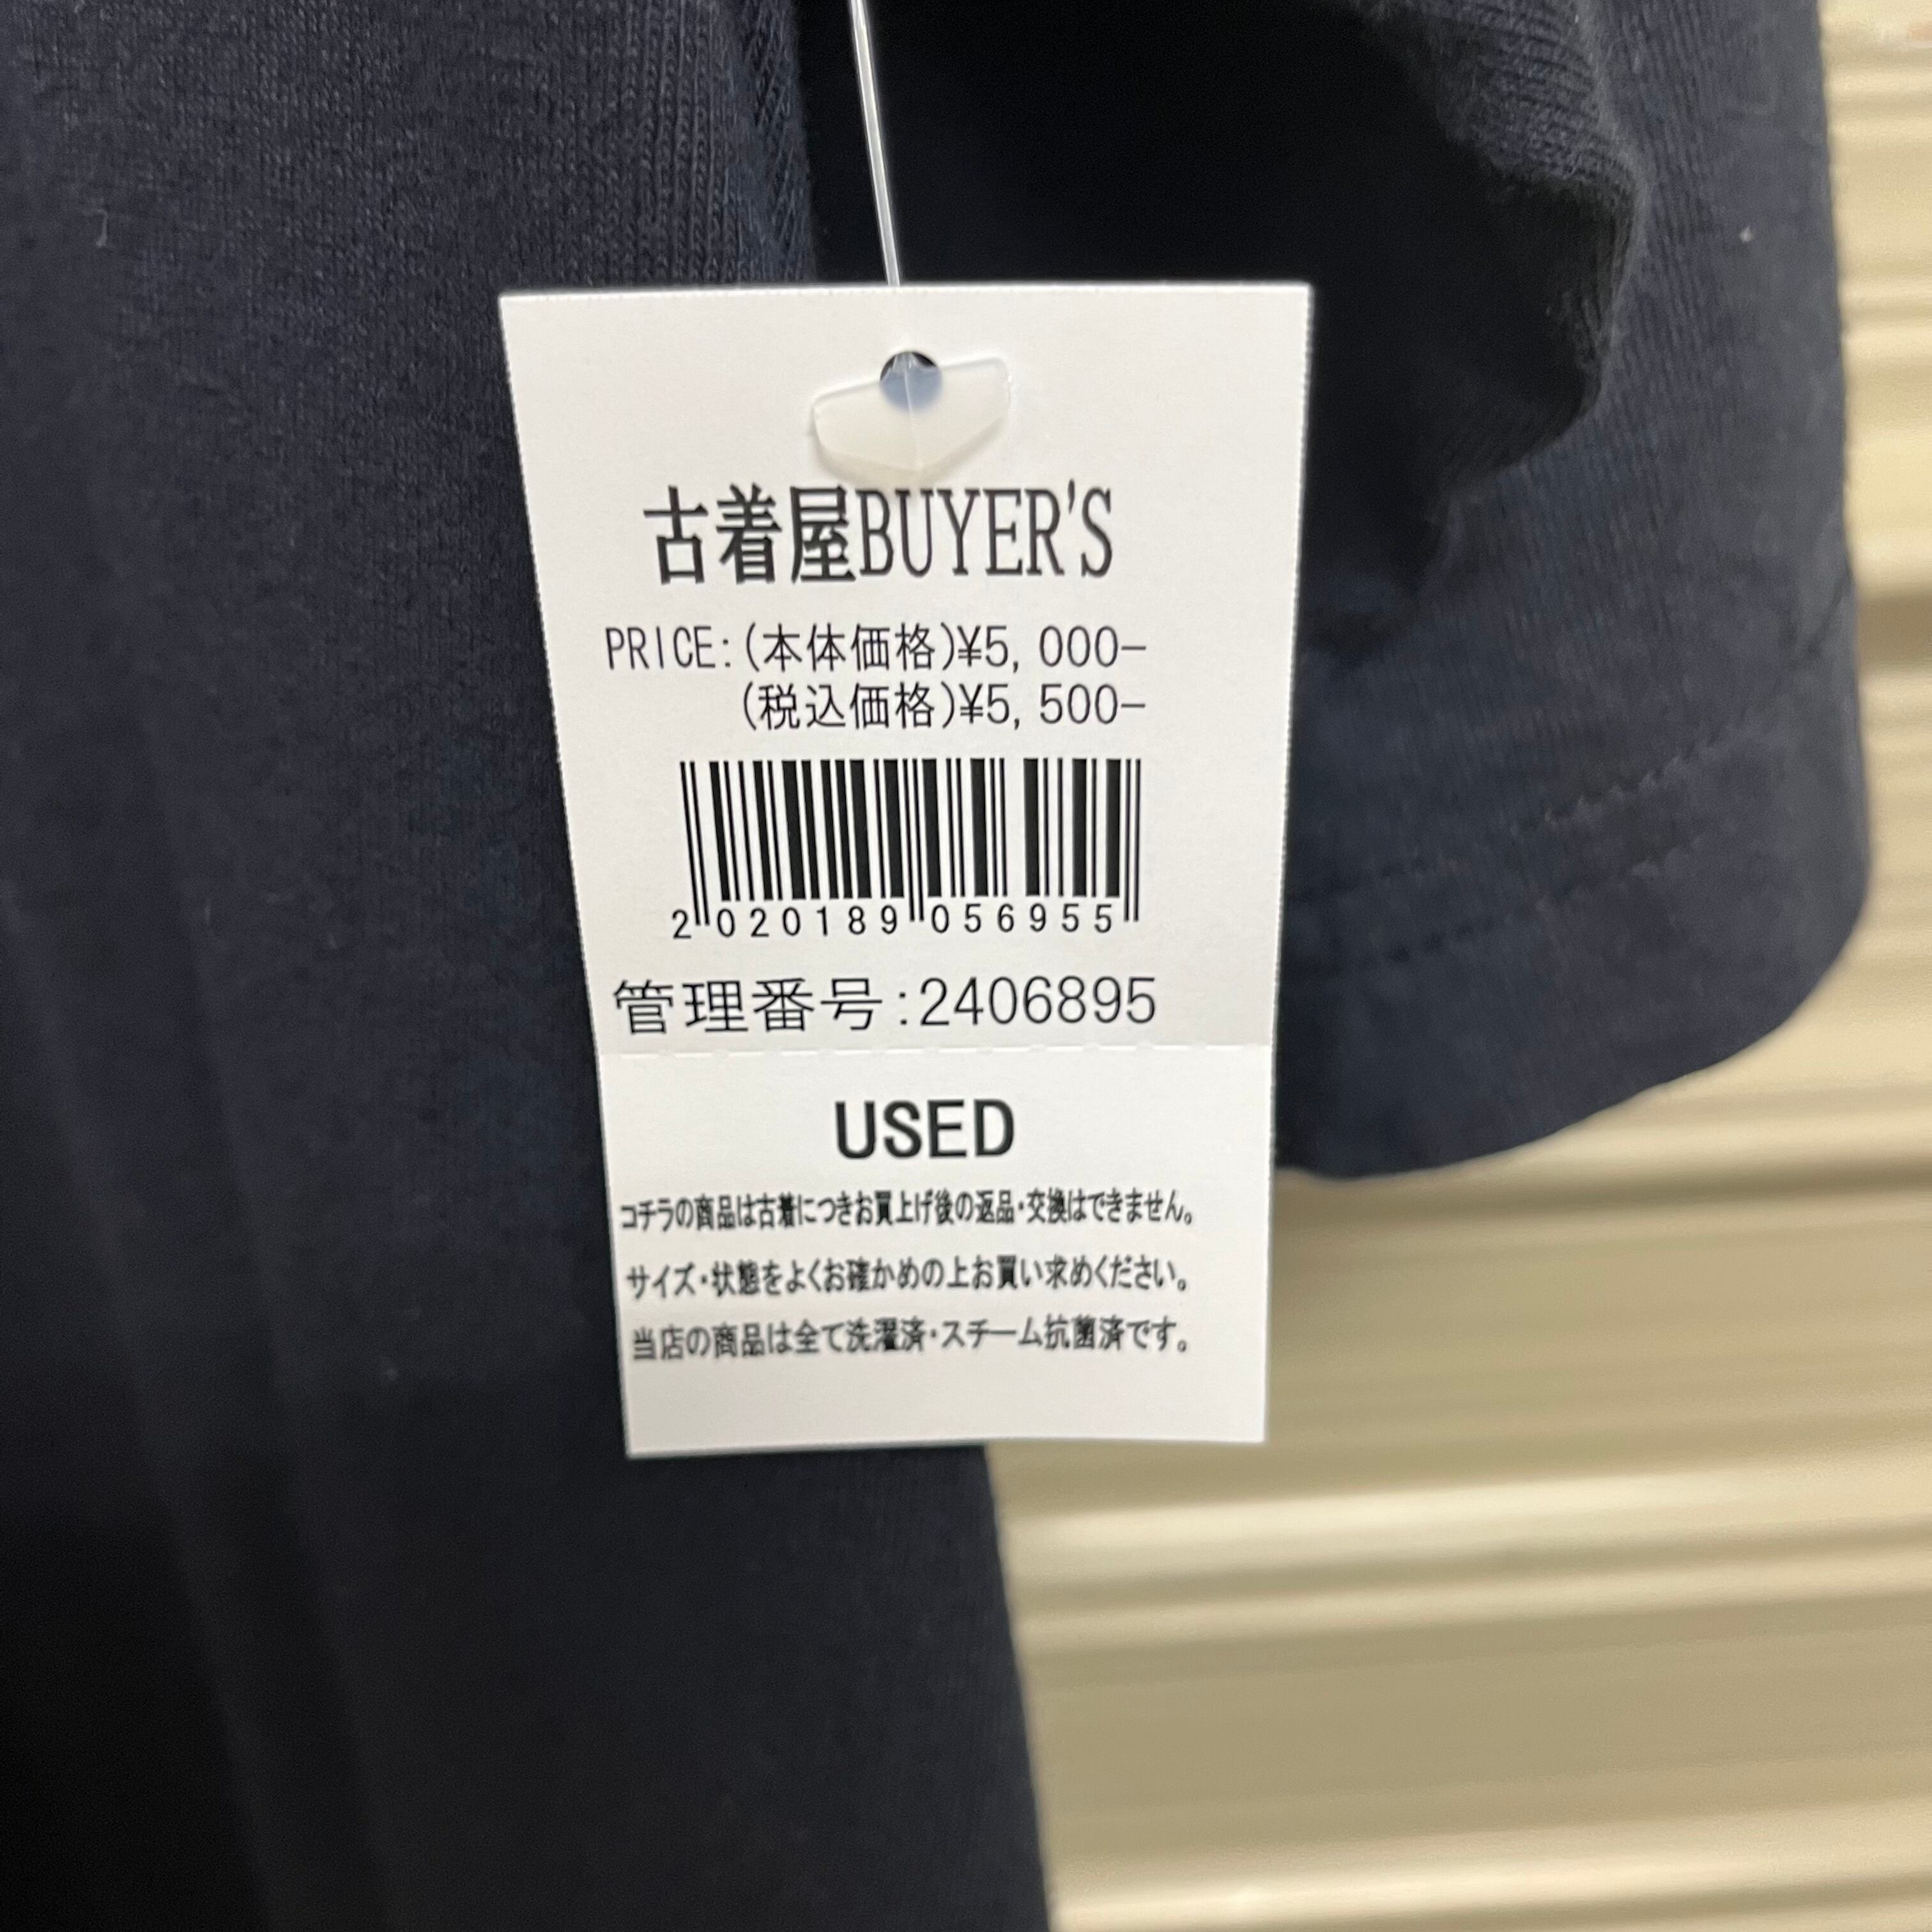 古着屋BUYER'S
PRICE:(本体価格)¥5,000-
(税込価格)¥5,500-
2 020189 056955
管理番号:2406895
USED
コチラの商品は古着につきお買上げ後の返品・交換はできません。
サイズ・状態をよくお確かめの上お買い求めください。
当店の商品は全て洗濯済・スチーム抗菌済です。